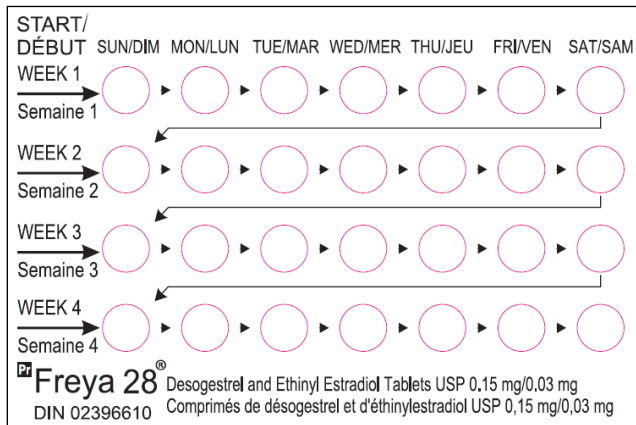 START/
DÉBUT SUN/DIM MON/LUN TUE/MAR WED/MER THU/JEU FRI/VEN SAT/SAM
WEEK 1
Semaine 1
WEEK 2
Semaine 2
WEEK 3
Semaine 3
WEEK 4
Semaine 4
Pr Freya 28® Desogestrel and Ethinyl Estradiol Tablets USP 0.15 mg/0.03 mg
DIN 02396610 Comprimés de désogestrel et d'éthinylestradiol USP 0,15 mg/0,03 mg